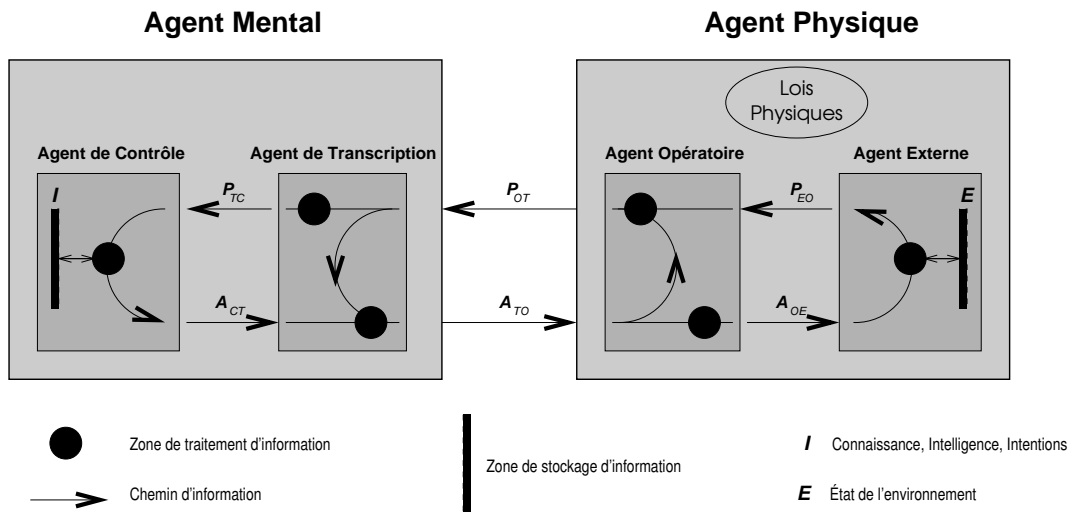 Agent Mental
Agent Physique
Lois
Physiques
Agent de Contrôle
Agent de Transcription
Agent Opératoire
Agent Externe
I
P_TC
P_OT
P_EO
E
A_CT
A_TO
A_OE
Zone de traitement d'information
Chemin d'information
Zone de stockage d'information
I Connaissance, Intelligence, Intentions
E État de l'environnement